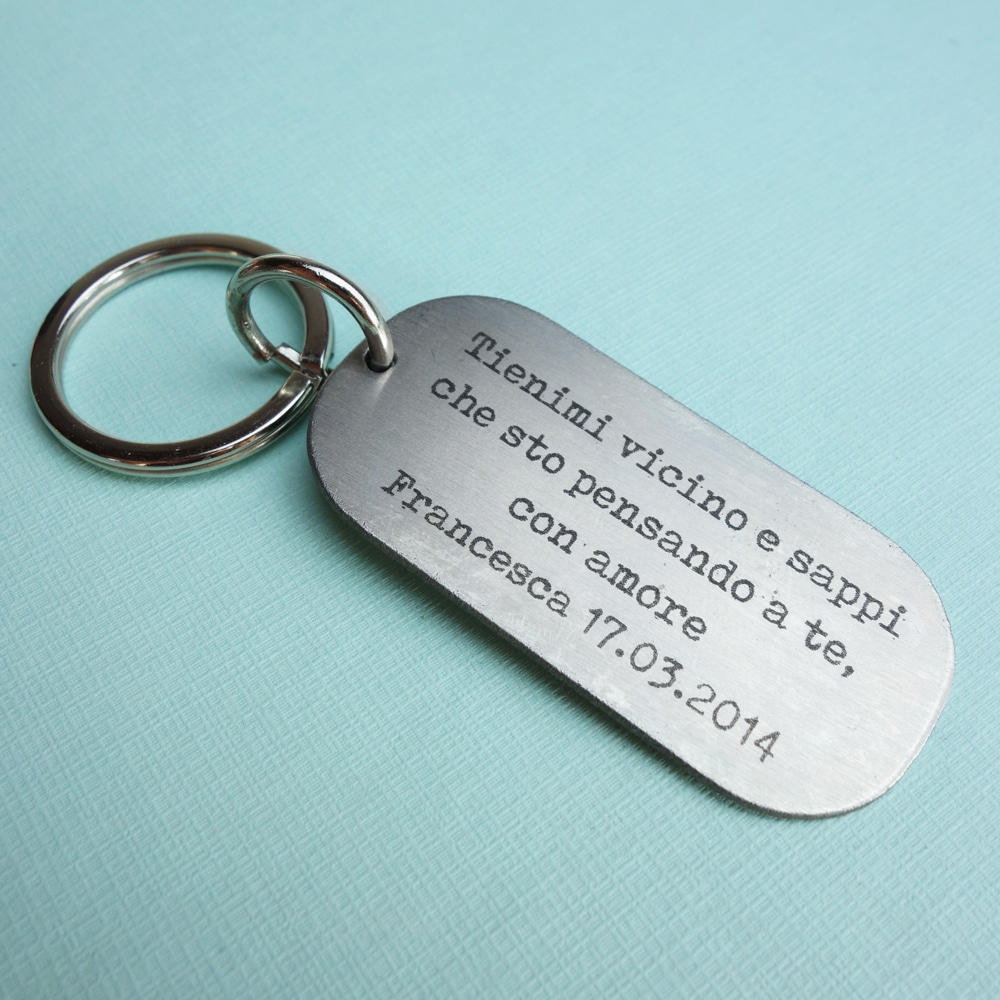 Tienimi vicino e sappi
che sto pensando a te,
con amore
Francesca 17.03.2014